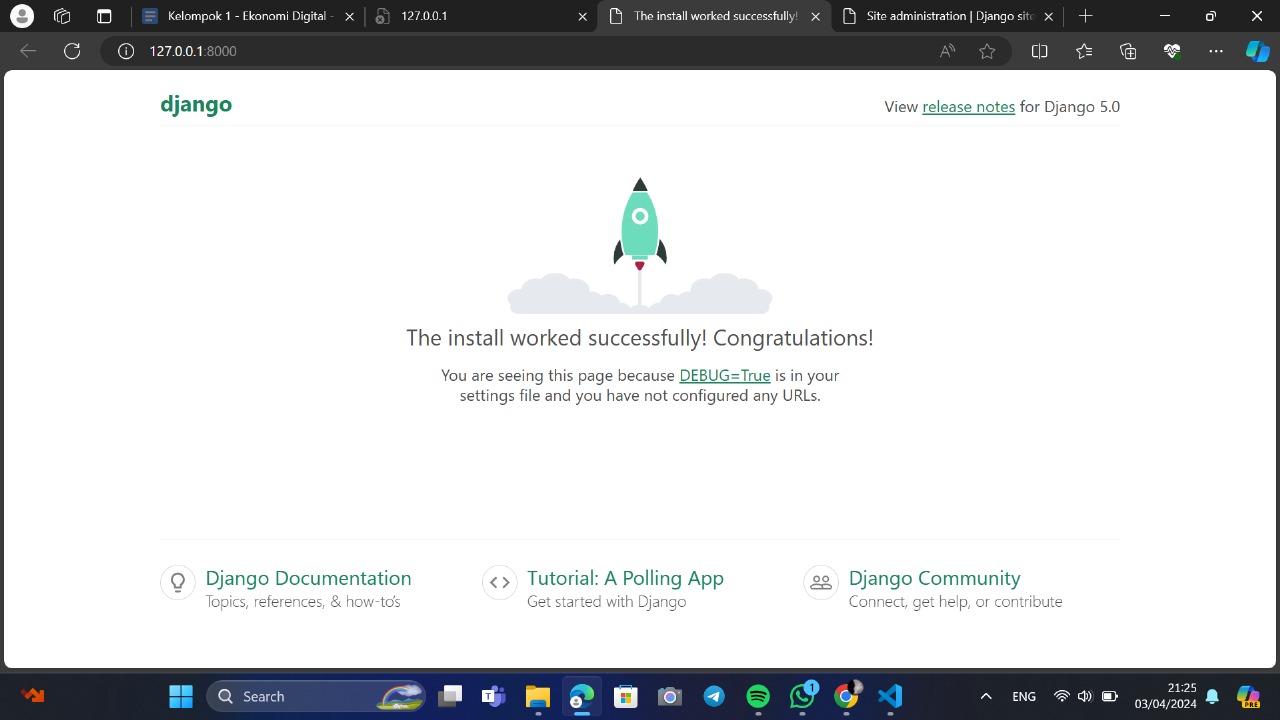 Kelompok 1 - Ekonomi Digital -
127.0.0.1
The install worked successfully!
Site administration | Django site
127.0.0.1:8000
django
View release notes for Django 5.0
The install worked successfully! Congratulations!
You are seeing this page because DEBUG=True is in your
settings file and you have not configured any URLs.
Django Documentation
Topics, references, & how-to's
Tutorial: A Polling App
Get started with Django
Django Community
Connect, get help, or contribute
Search
1
ENG
21:25
03/04/2024
PRE